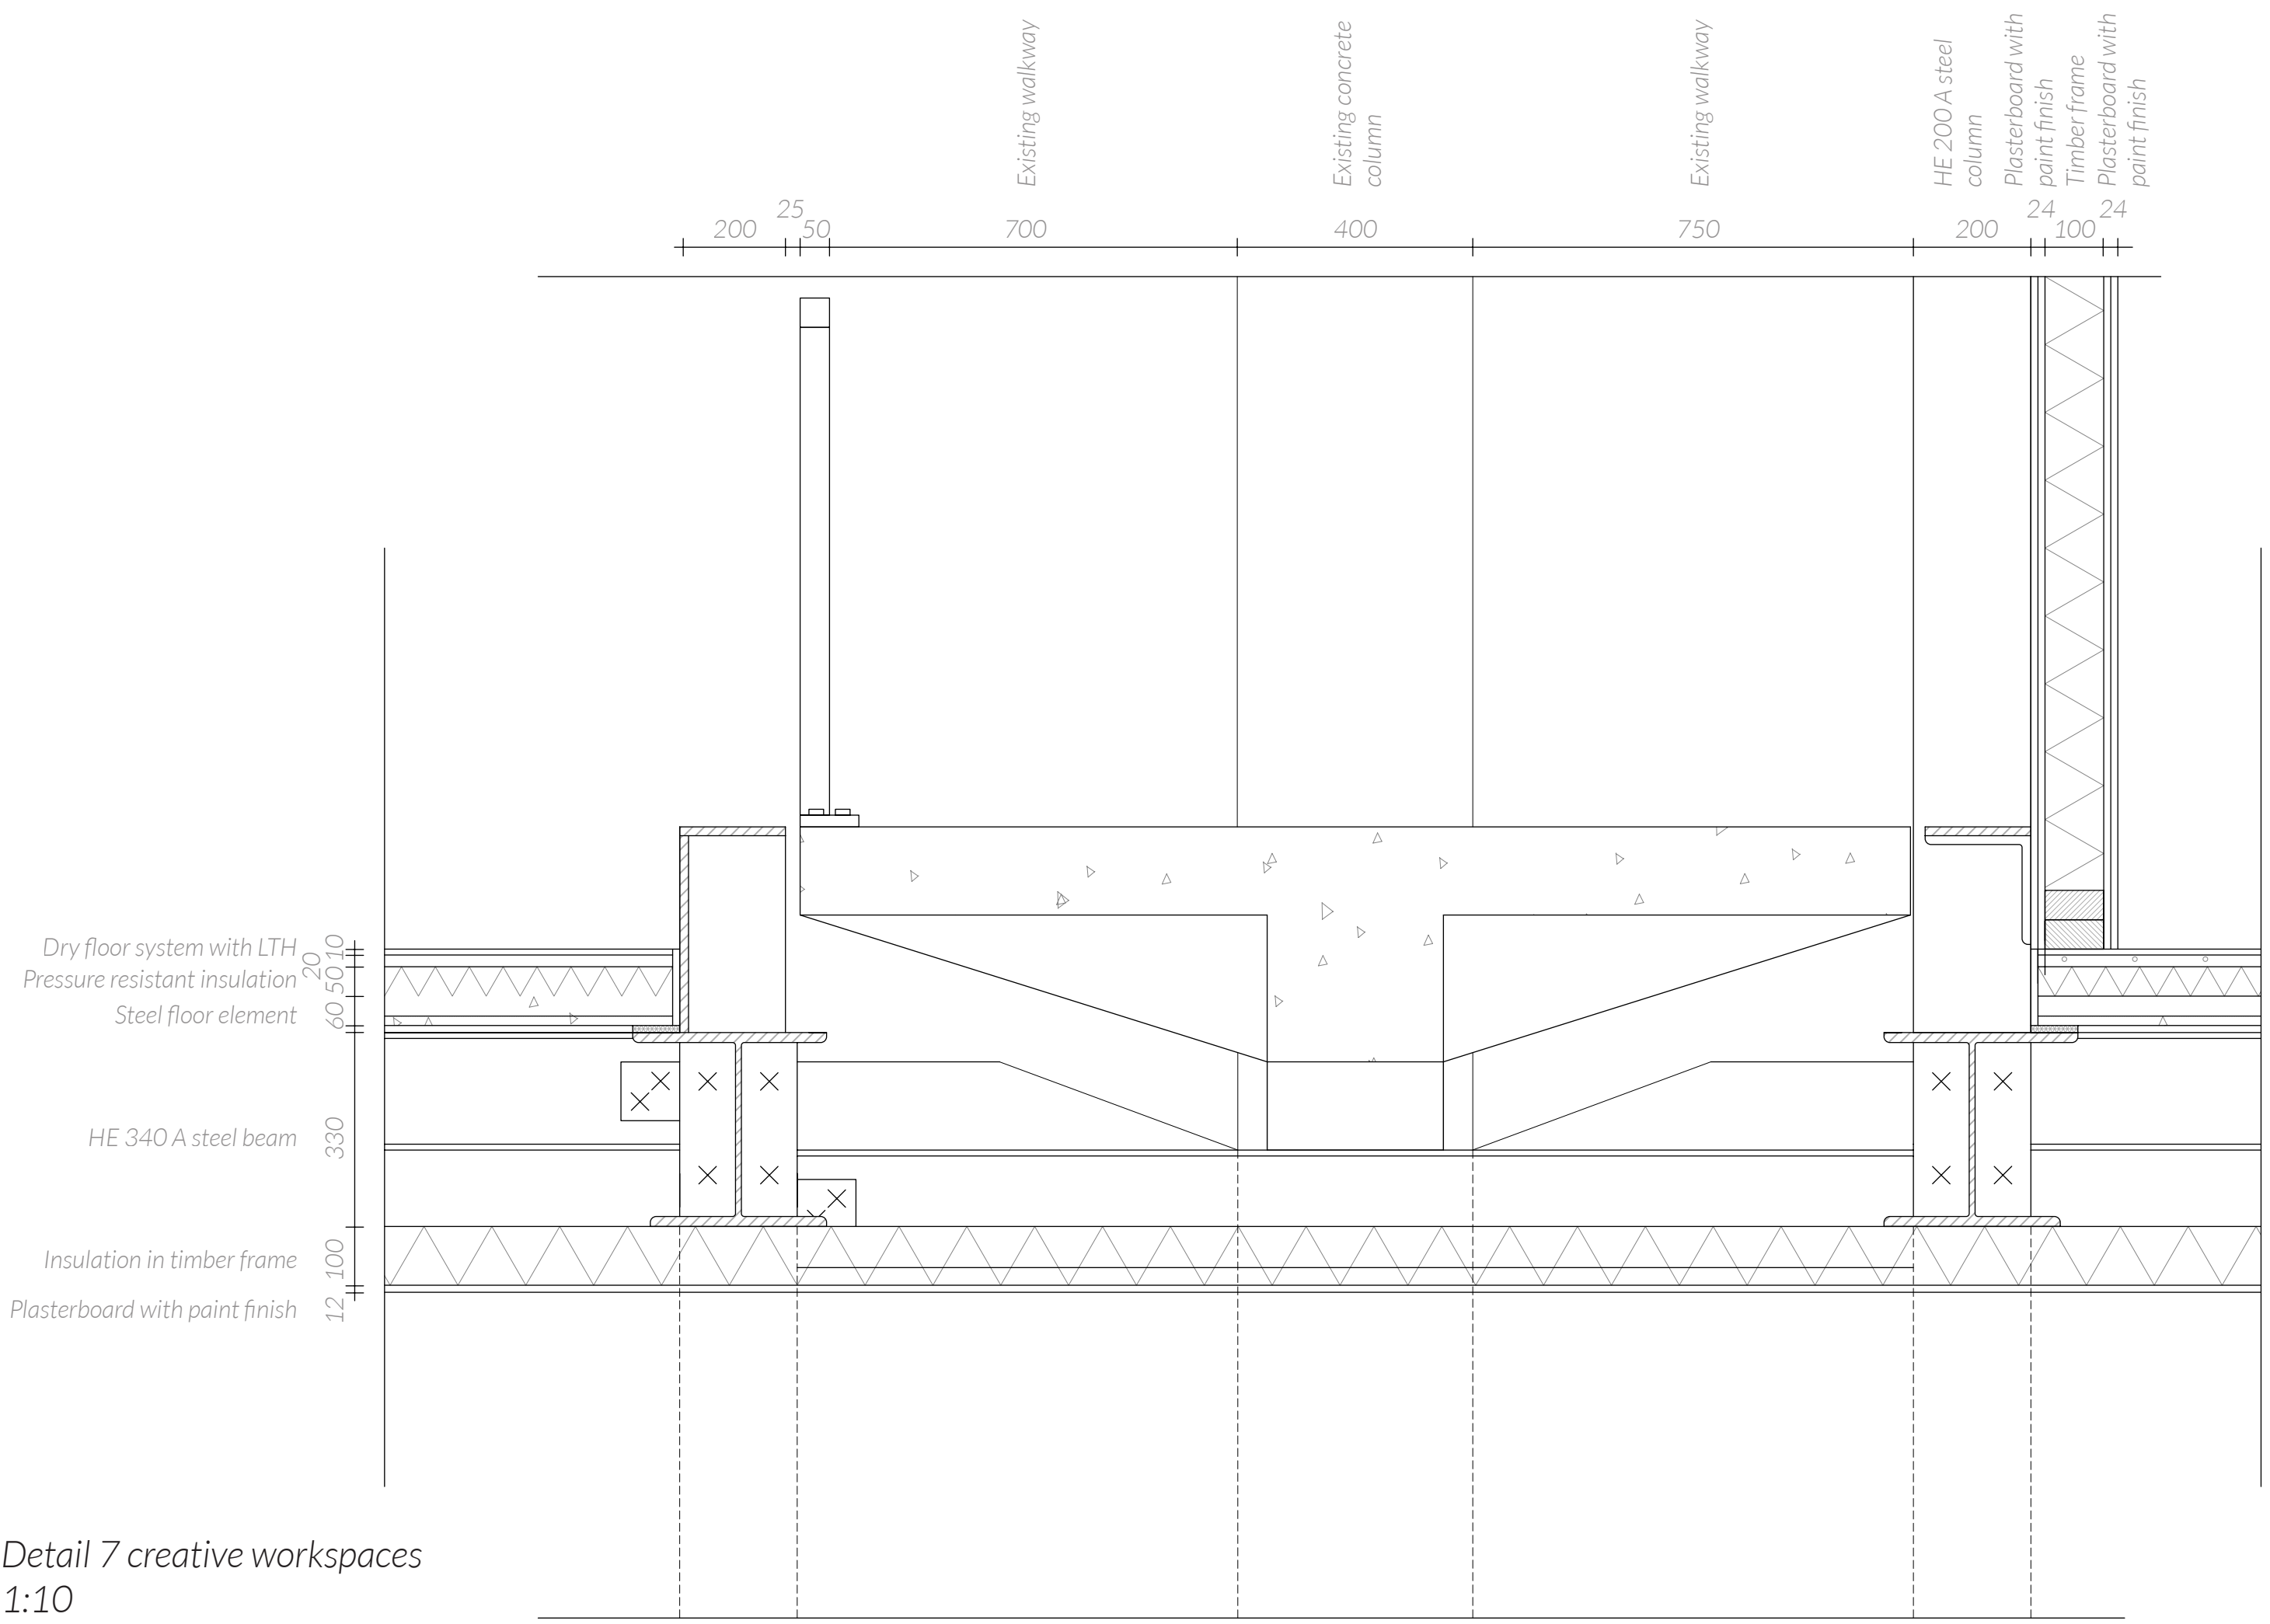 Existing walkway
Existing concrete
column
Existing walkway
HE 200 A steel
column
Plasterboard with
paint finish
Timber frame
Plasterboard with
paint finish
200
25
50
700
400
750
200
24
100
24
Dry floor system with LTH
10
20
Pressure resistant insulation
50
Steel floor element
60
HE 340 A steel beam
330
Insulation in timber frame
100
Plasterboard with paint finish
12
Detail 7 creative workspaces
1:10